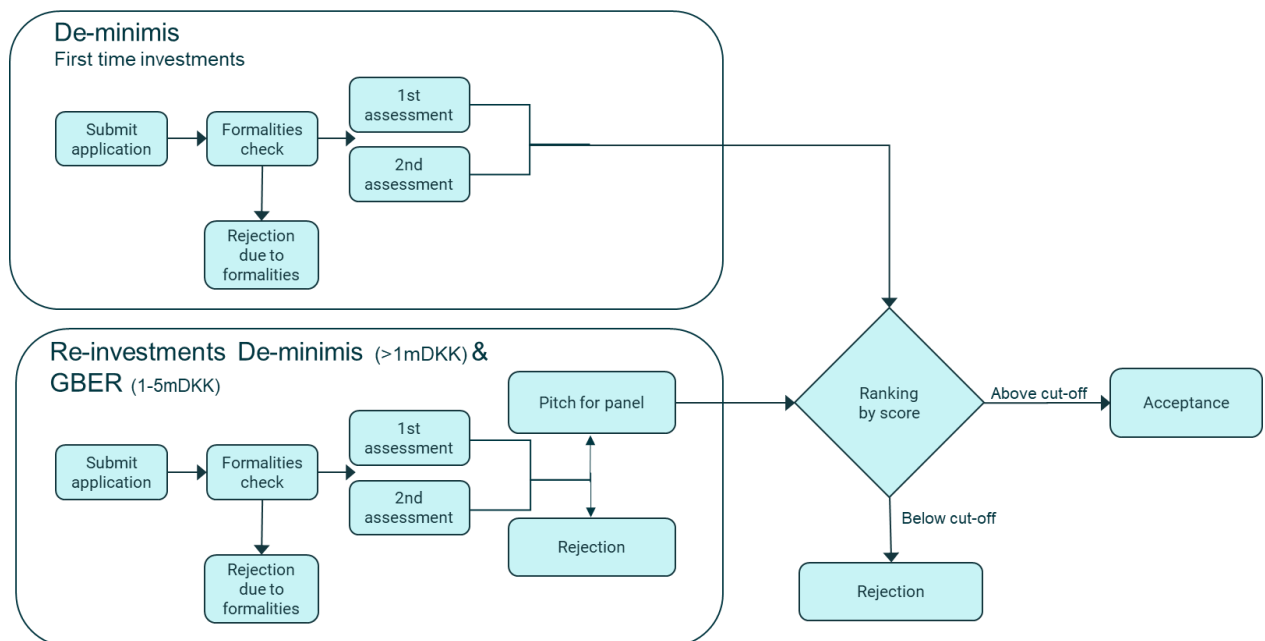 De-minimis
First time investments
Submit
application
Formalities
check
1st
assessment
2nd
assessment
Rejection
due to
formalities
Re-investments De-minimis (>1mDKK) &
GBER (1-5mDKK)
Submit
application
Formalities
check
1st
assessment
2nd
assessment
Rejection
due to
formalities
Pitch for panel
Rejection
Ranking
by score
Above cut-off
Acceptance
Below cut-off
Rejection